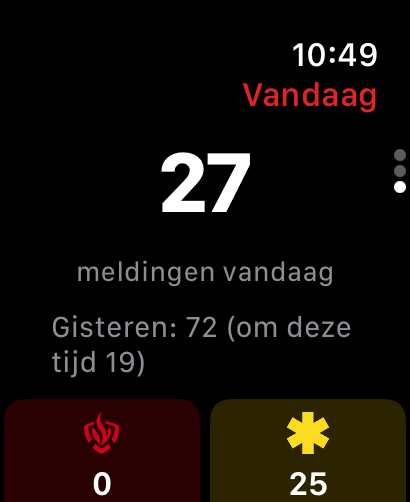 10:49
Vandaag
27
meldingen vandaag
Gisteren: 72 (om deze
tijd 19)
0
25